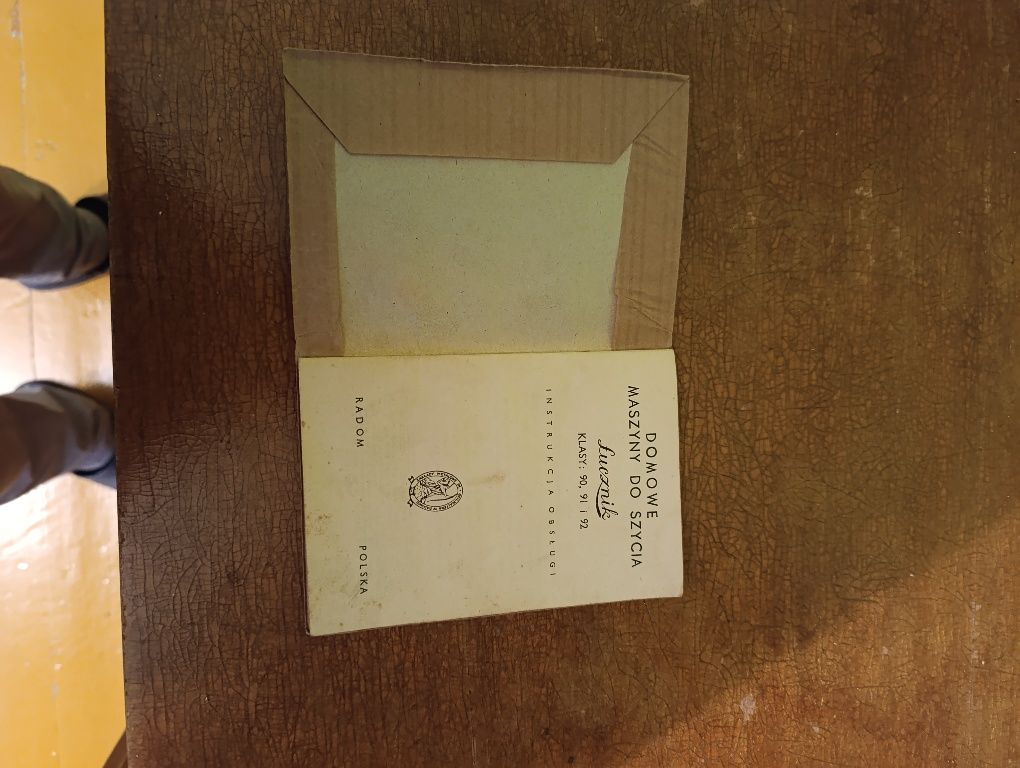 DOMOWE
MASZYNY DO SZYCIA
Łucznik
KLASY: 90, 91 i 92
INSTRUKCJA OBSŁUGI
RADOM POLSKA